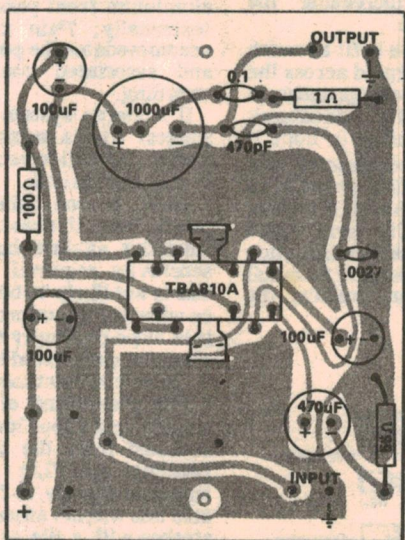 OUTPUT
+
100uF
1000uF
+ −
0.1
1Ω
470pF
100Ω
TBA810A
.0027
+ −
100uF
100uF
+ −
470uF
+ −
INPUT
+ −